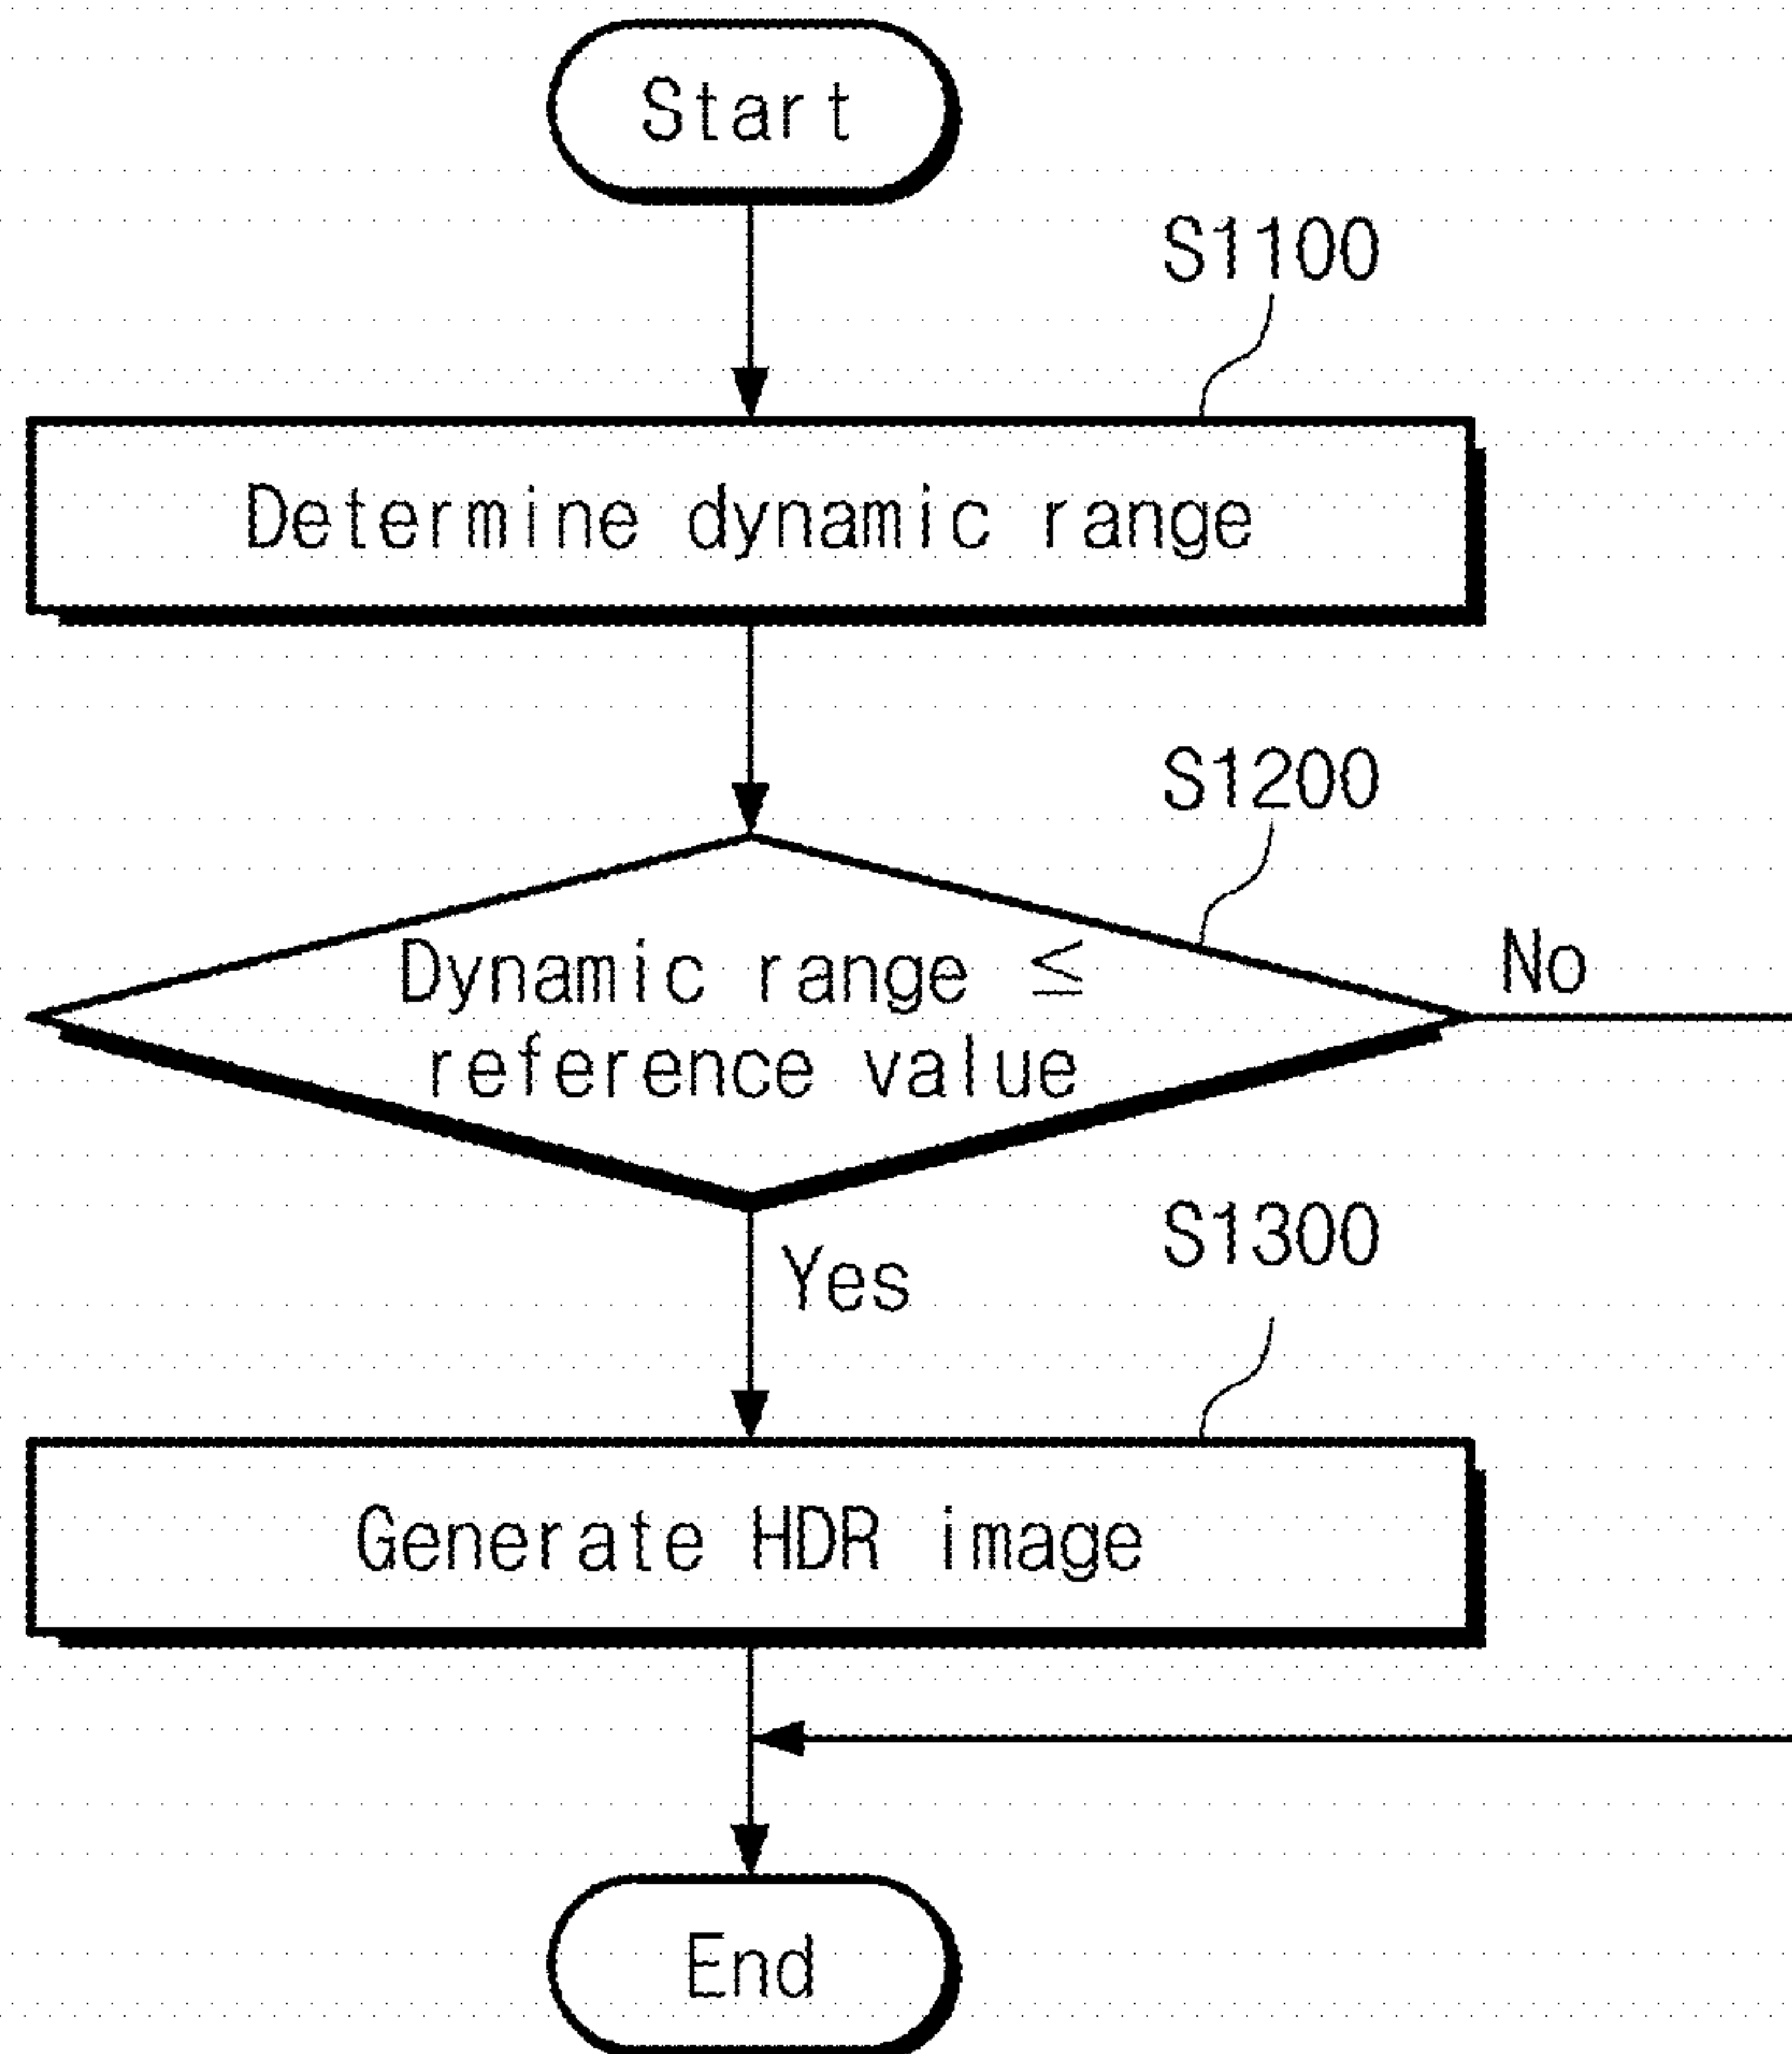 Start
S1100
Determine dynamic range
S1200
Dynamic range ≤
reference value
No
Yes
S1300
Generate HDR image
End